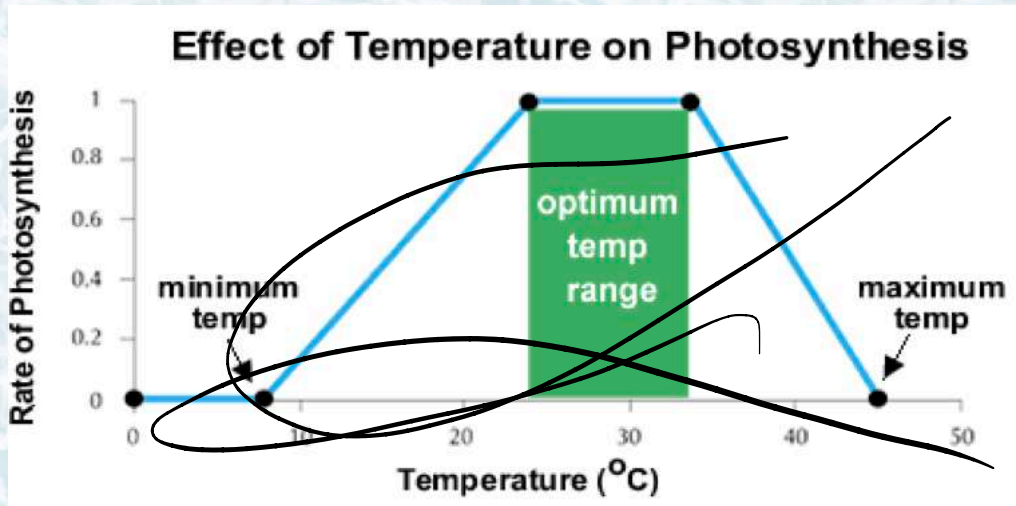 Effect of Temperature on Photosynthesis
Rate of Photosynthesis
1
0.8
0.6
0.4
0.2
0
minimum
temp
optimum
temp
range
maximum
temp
0 10 20 30 40 50
Temperature (°C)